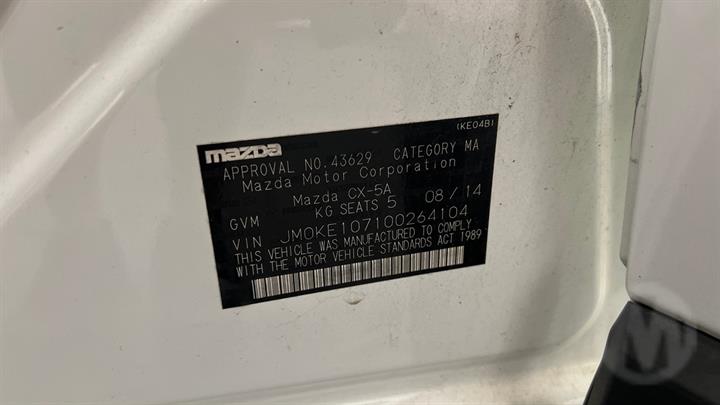 (KE04B)
mazda
APPROVAL NO.43629 CATEGORY MA
Mazda Motor Corporation
Mazda CX-5A 08/14
GVM KG SEATS 5
VIN JM0KE107100264104
THIS VEHICLE WAS MANUFACTURED TO COMPLY
WITH THE MOTOR VEHICLE STANDARDS ACT 1989
M